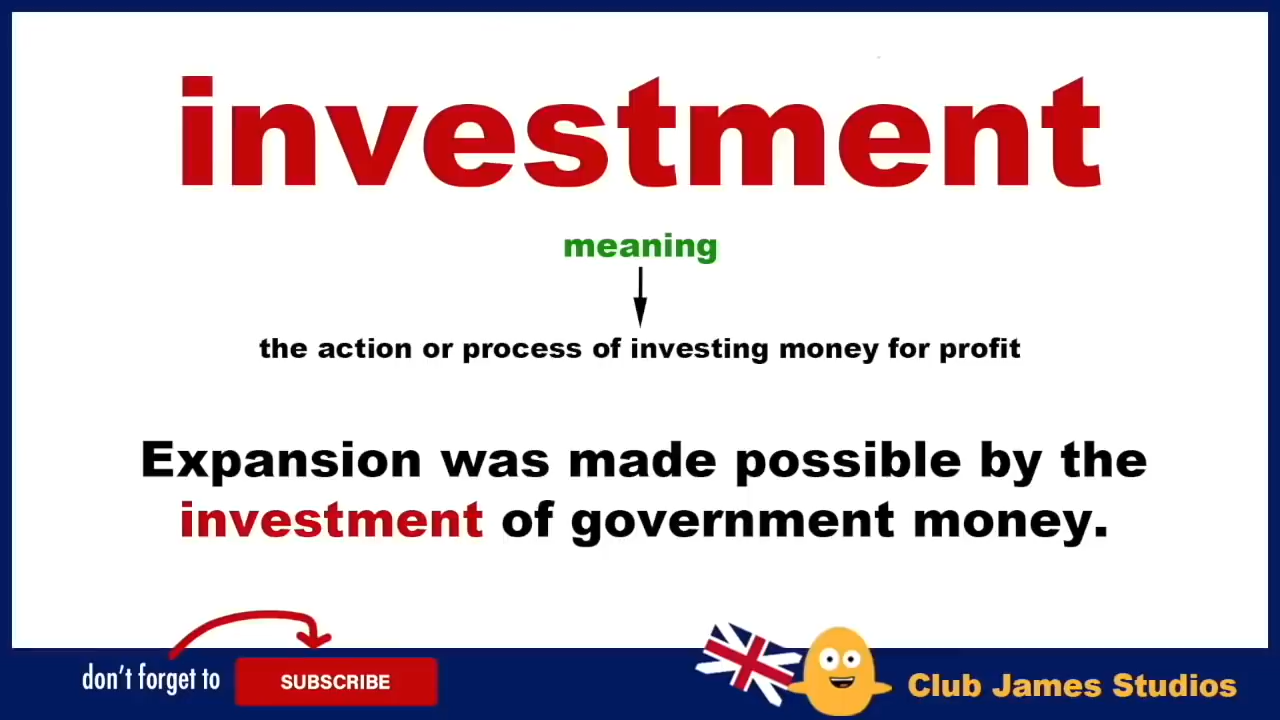 investment
meaning
the action or process of investing money for profit
Expansion was made possible by the
investment of government money.
don't forget to
SUBSCRIBE
Club James Studios